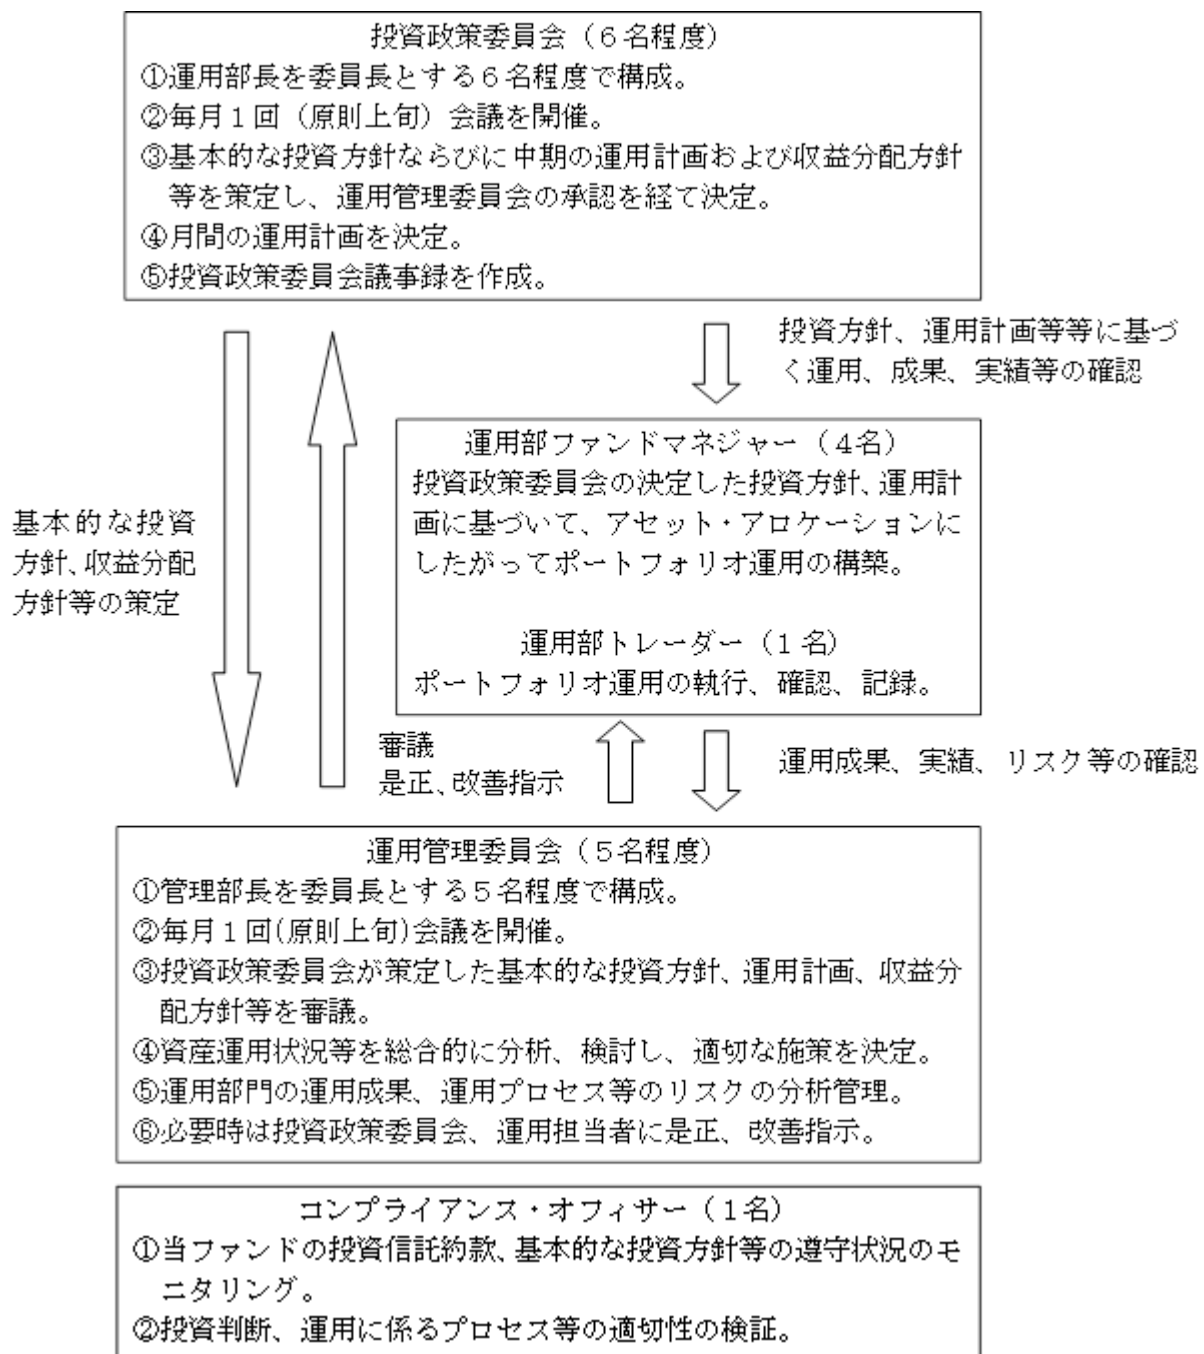 投資政策委員会(6名程度)
①運用部長を委員長とする6名程度で構成。
②毎月1回(原則上旬)会議を開催。
③基本的な投資方針ならびに中期の運用計画および収益分配方針
等を策定し、運用管理委員会の承認を経て決定。
④月間の運用計画を決定。
⑤投資政策委員会議事録を作成。
投資方針、運用計画等等に基づ
く運用、成果、実績等の確認
運用部ファンドマネジャー(4名)
投資政策委員会の決定した投資方針、運用計
画に基づいて、アセット・アロケーションに
したがってポートフォリオ運用の構築。
運用部トレーダー(1名)
ポートフォリオ運用の執行、確認、記録。
基本的な投資
方針、収益分配
方針等の策定
審議
是正、改善指示
運用成果、実績、リスク等の確認
運用管理委員会(5名程度)
①管理部長を委員長とする5名程度で構成。
②毎月1回(原則上旬)会議を開催。
③投資政策委員会が策定した基本的な投資方針、運用計画、収益分
配方針等を審議。
④資産運用状況等を総合的に分析、検討し、適切な施策を決定。
⑤運用部門の運用成果、運用プロセス等のリスクの分析管理。
⑥必要時は投資政策委員会、運用担当者に是正、改善指示。
コンプライアンス・オフィサー(1名)
①当ファンドの投資信託約款、基本的な投資方針等の遵守状況のモ
ニタリング。
②投資判断、運用に係るプロセス等の適切性の検証。